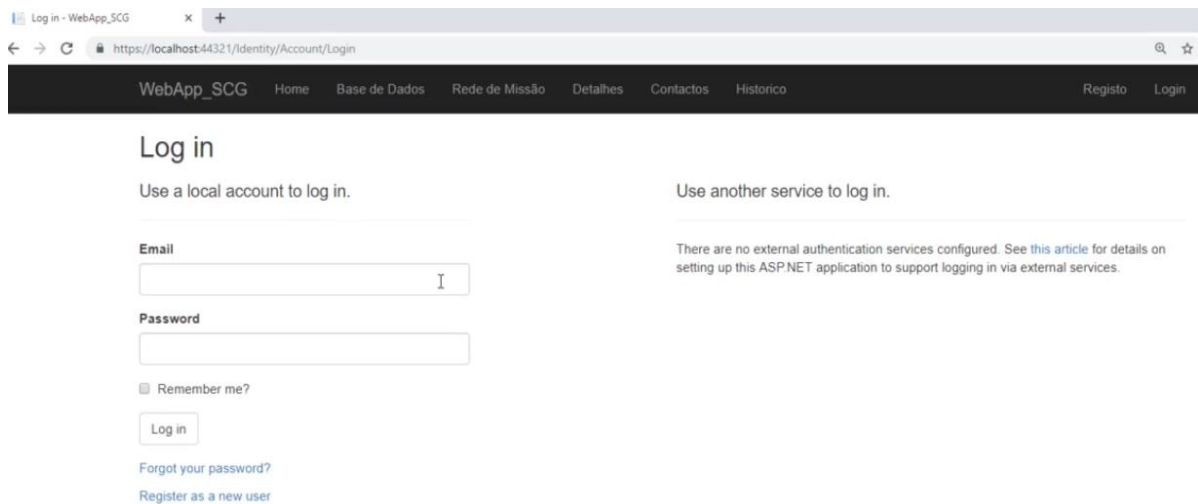 Log in - WebApp_SCG
https://localhost:44321/Identity/Account/Login
WebApp_SCG Home Base de Dados Rede de Missão Detalhes Contactos Historico Registo Login
Log in
Use a local account to log in.
Email
Password
Remember me?
Log in
Forgot your password?
Register as a new user
Use another service to log in.
There are no external authentication services configured. See this article for details on
setting up this ASP.NET application to support logging in via external services.